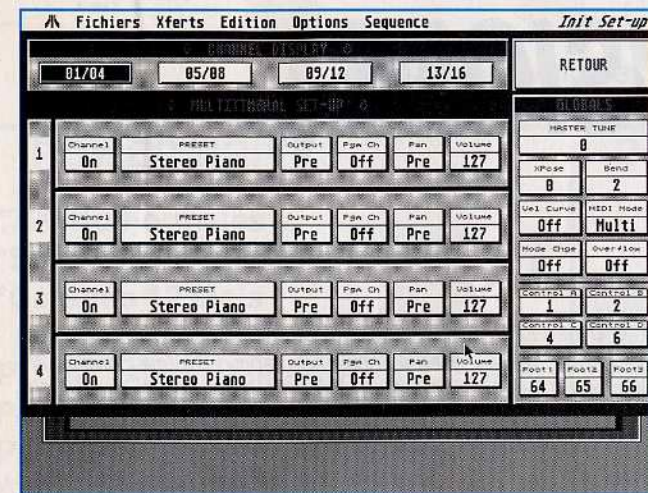 Fichiers Xferts Edition Options Sequence Init Set-up
CHANNEL DISPLAY
01/04 05/08 09/12 13/16
RETOUR
MULTITIMBRAL SET-UP
GLOBALS
MASTER TUNE
0
XPose Bend
0 2
Vel Curve MIDI Mode
Off Multi
Mode Chge Overflow
Off Off
Control A Control B
1 2
Control C Control D
4 6
Foot1 Foot2 Foot3
64 65 66
1
Channel PRESET Output Pgm Ch Pan Volume
On Stereo Piano Pre Off Pre 127
2
Channel PRESET Output Pgm Ch Pan Volume
On Stereo Piano Pre Off Pre 127
3
Channel PRESET Output Pgm Ch Pan Volume
On Stereo Piano Pre Off Pre 127
4
Channel PRESET Output Pgm Ch Pan Volume
On Stereo Piano Pre Off Pre 127